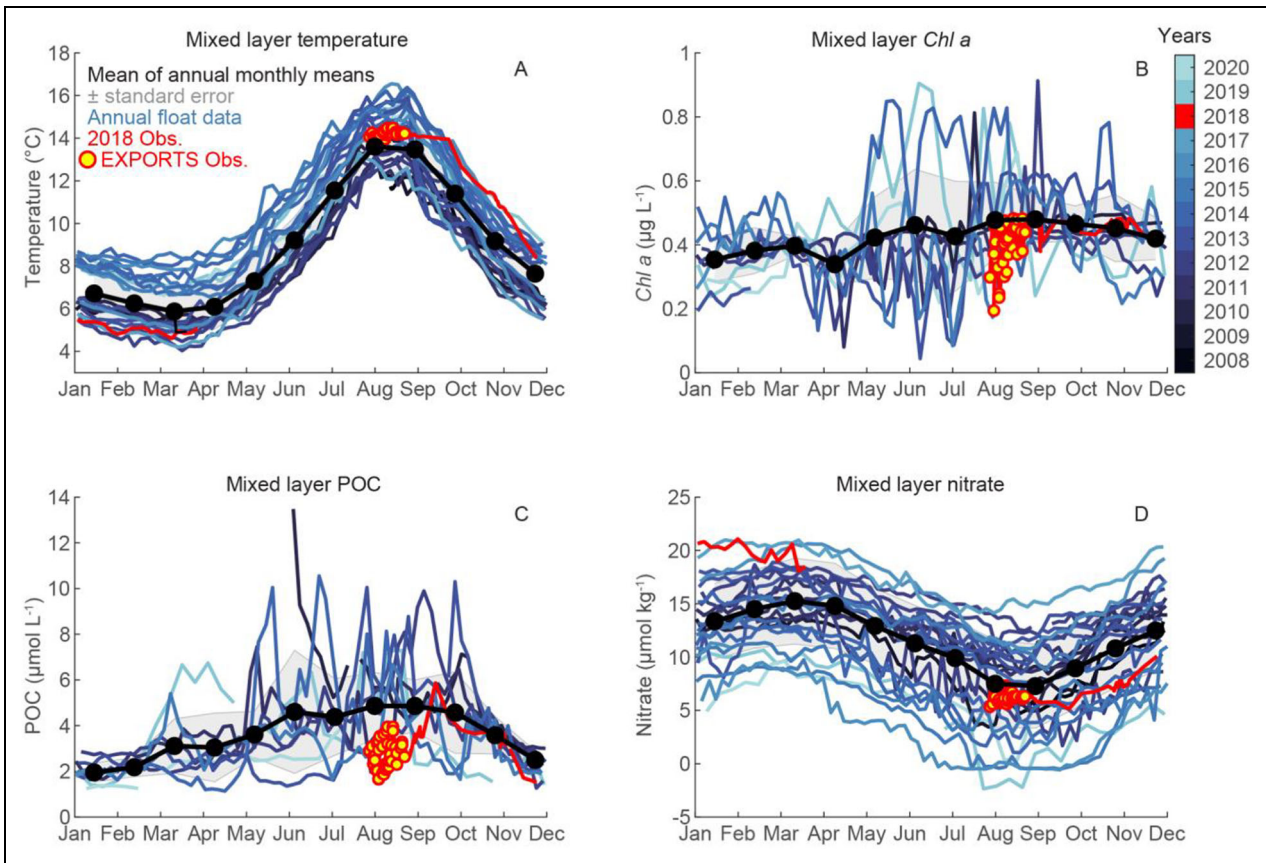 Mixed layer temperature
A
18
16
14
12
10
8
6
4
Temperature (°C)
Mean of annual monthly means
± standard error
Annual float data
2018 Obs.
EXPORTS Obs.
Jan Feb Mar Apr May Jun Jul Aug Sep Oct Nov Dec
Mixed layer Chl a
B
1
0.8
0.6
0.4
0.2
0
Chl a (µg L⁻¹)
Jan Feb Mar Apr May Jun Jul Aug Sep Oct Nov Dec
Years
2020
2019
2018
2017
2016
2015
2014
2013
2012
2011
2010
2009
2008
Mixed layer POC
C
14
12
10
8
6
4
2
0
POC (µmol L⁻¹)
Jan Feb Mar Apr May Jun Jul Aug Sep Oct Nov Dec
Mixed layer nitrate
D
25
20
15
10
5
0
-5
Nitrate (µmol kg⁻¹)
Jan Feb Mar Apr May Jun Jul Aug Sep Oct Nov Dec